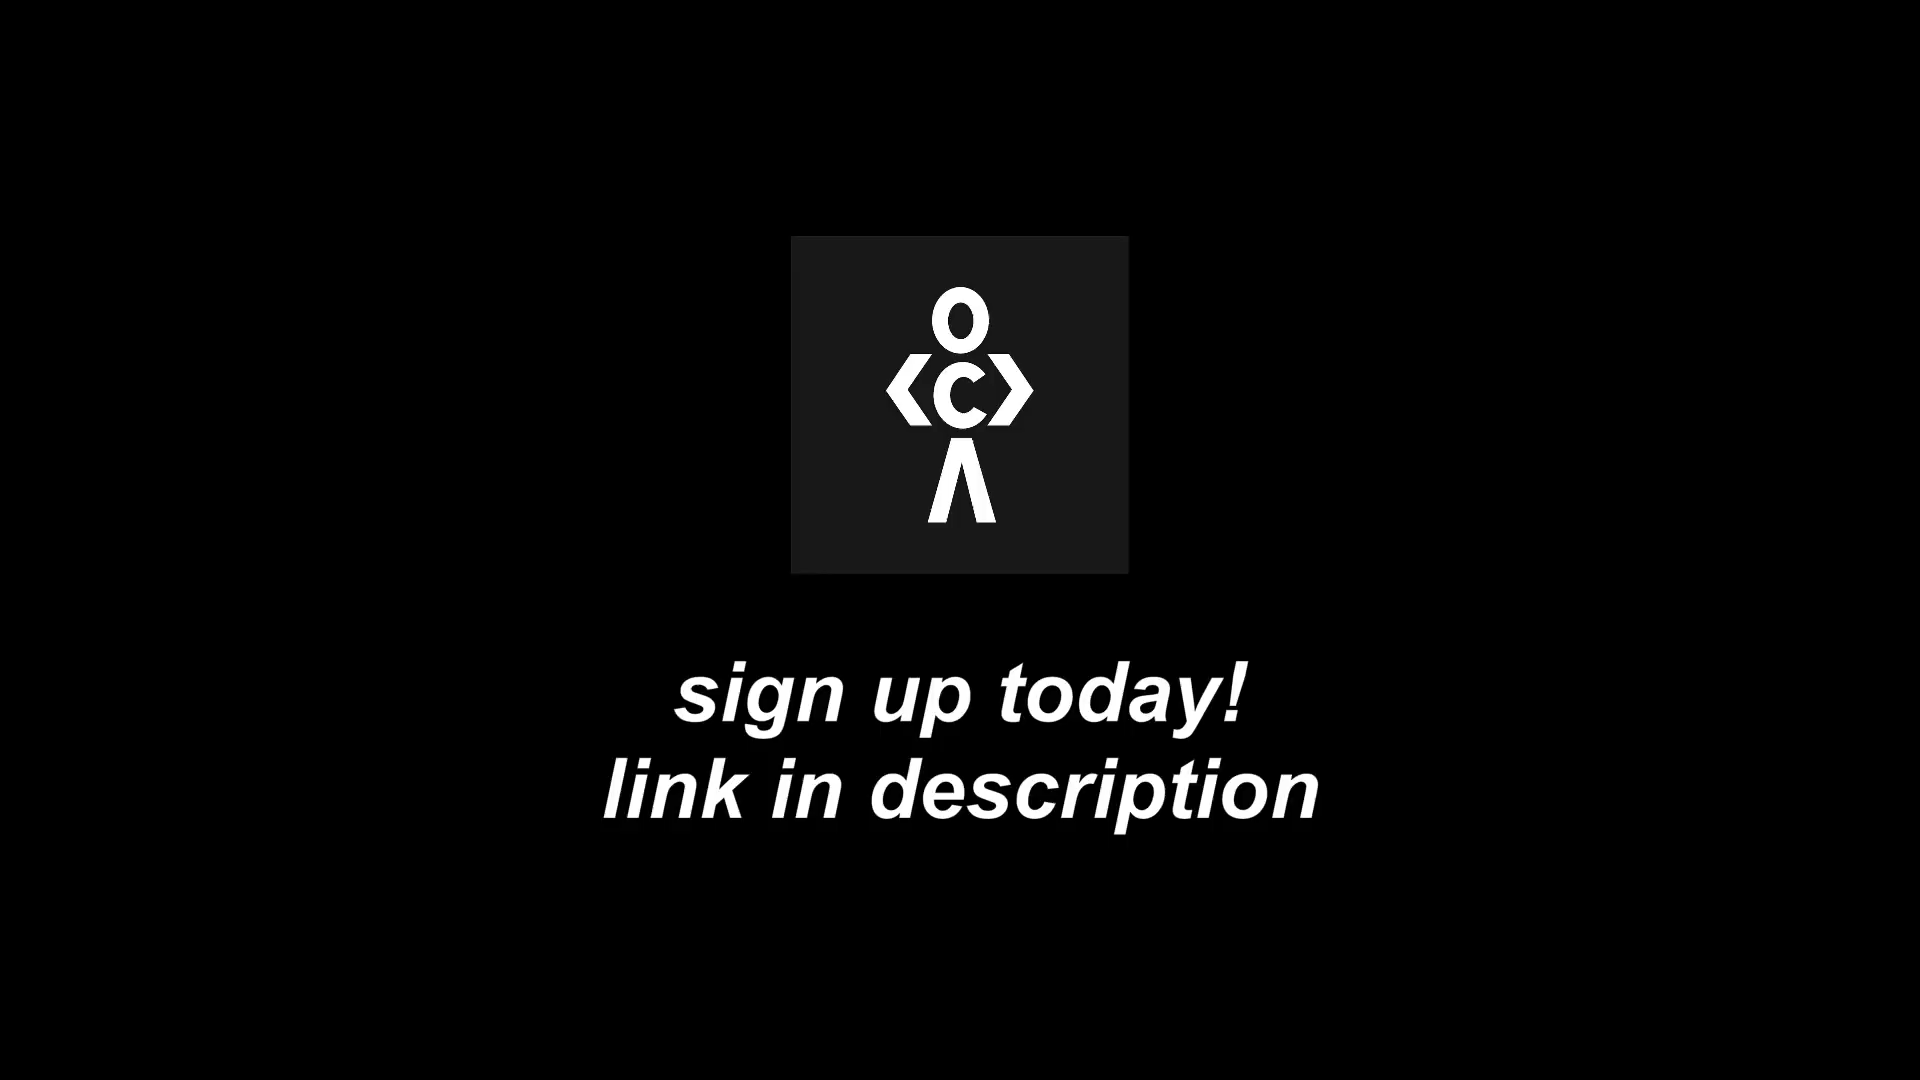 O
<C>
Λ
sign up today!
link in description